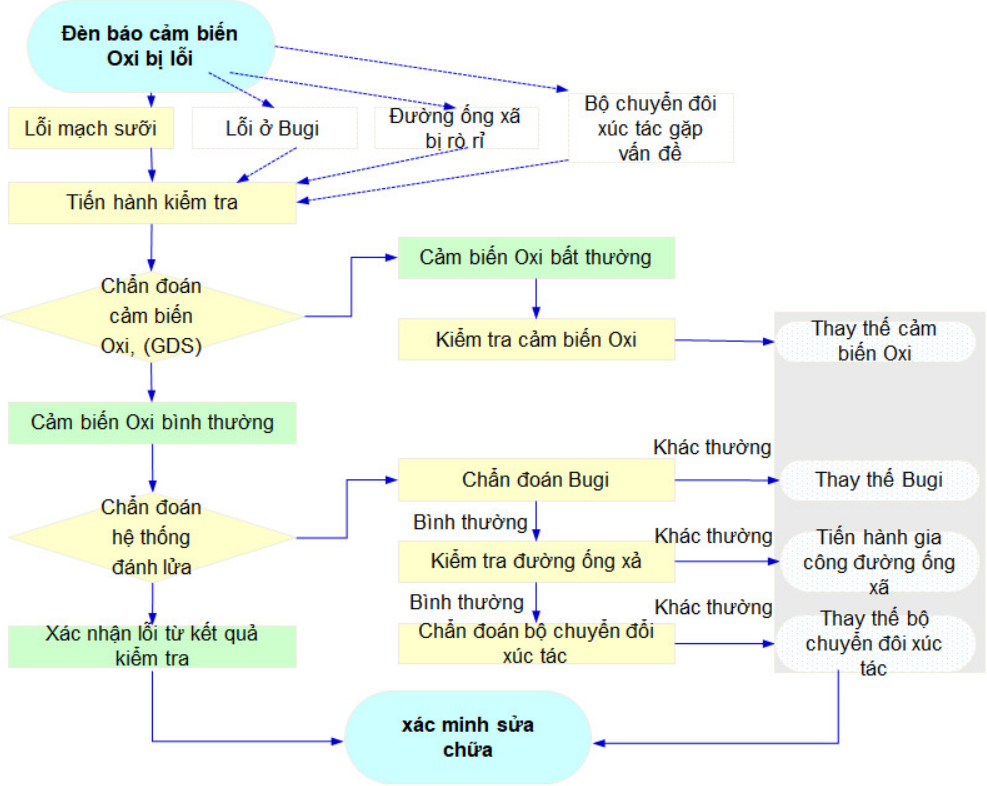 Đèn báo cảm biến
Oxi bị lỗi
Lỗi mạch sưỡi
Lỗi ở Bugi
Đường ống xã
bị rò rỉ
Bộ chuyển đôi
xúc tác gặp
vấn đề
Tiến hành kiểm tra
Chẩn đoán
cảm biến
Oxi, (GDS)
Cảm biến Oxi bất thường
Kiểm tra cảm biến Oxi
Thay thế cảm
biến Oxi
Cảm biến Oxi bình thường
Chẩn đoán
hệ thống
đánh lửa
Chẩn đoán Bugi
Khác thường
Thay thế Bugi
Bình thường
Kiểm tra đường ống xả
Khác thường
Tiến hành gia
công đường ống
xã
Bình thường
Chẩn đoán bộ chuyển đổi
xúc tác
Khác thường
Thay thế bộ
chuyển đôi xúc
tác
Xác nhận lỗi từ kết quả
kiểm tra
xác minh sửa
chữa